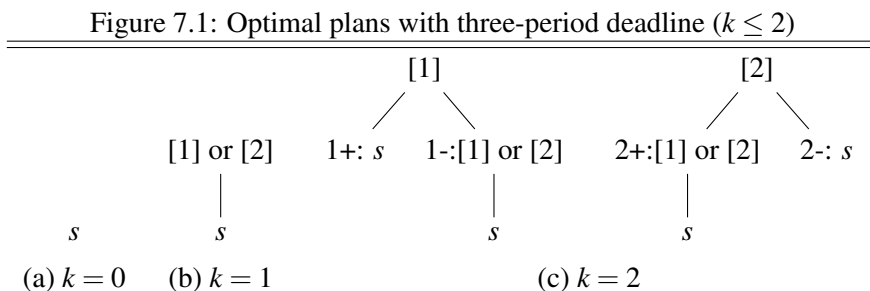 Figure 7.1: Optimal plans with three-period deadline (k ≤ 2)
[1] [2]
[1] or [2] 1+: s 1-:[1] or [2] 2+:[1] or [2] 2-: s
s s s s
(a) k = 0 (b) k = 1 (c) k = 2